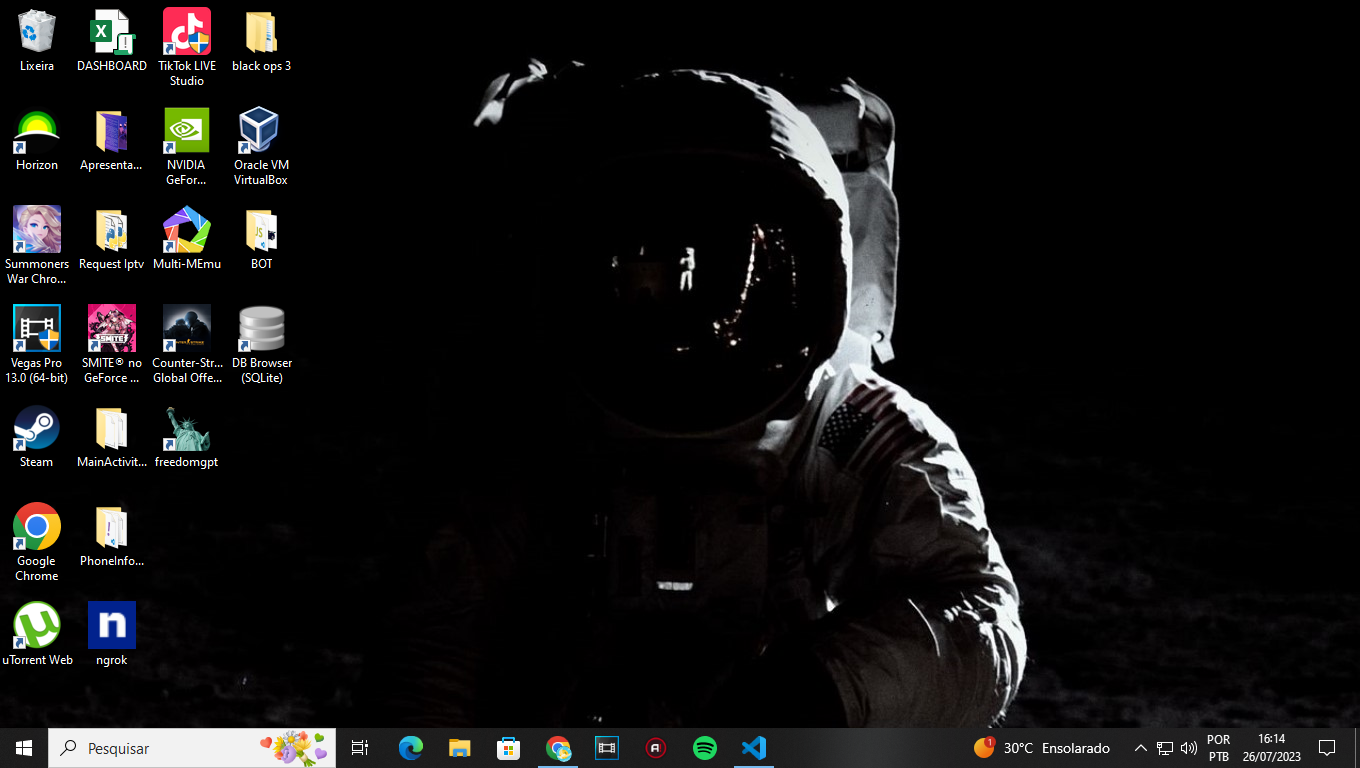 Lixeira
DASHBOARD
TikTok LIVE
Studio
black ops 3
Horizon
Apresenta...
NVIDIA
GeFor...
Oracle VM
VirtualBox
Summoners
War Chro...
Request Iptv
Multi-MEmu
JS
BOT
Vegas Pro
13.0 (64-bit)
SMITE
SMITE® no
GeForce ...
Counter-Str...
Global Offe...
DB Browser
(SQLite)
Steam
MainActivit...
freedomgpt
Google
Chrome
PhoneInfo...
uTorrent Web
n
ngrok
Pesquisar
1
30°C Ensolarado
POR
PTB
16:14
26/07/2023